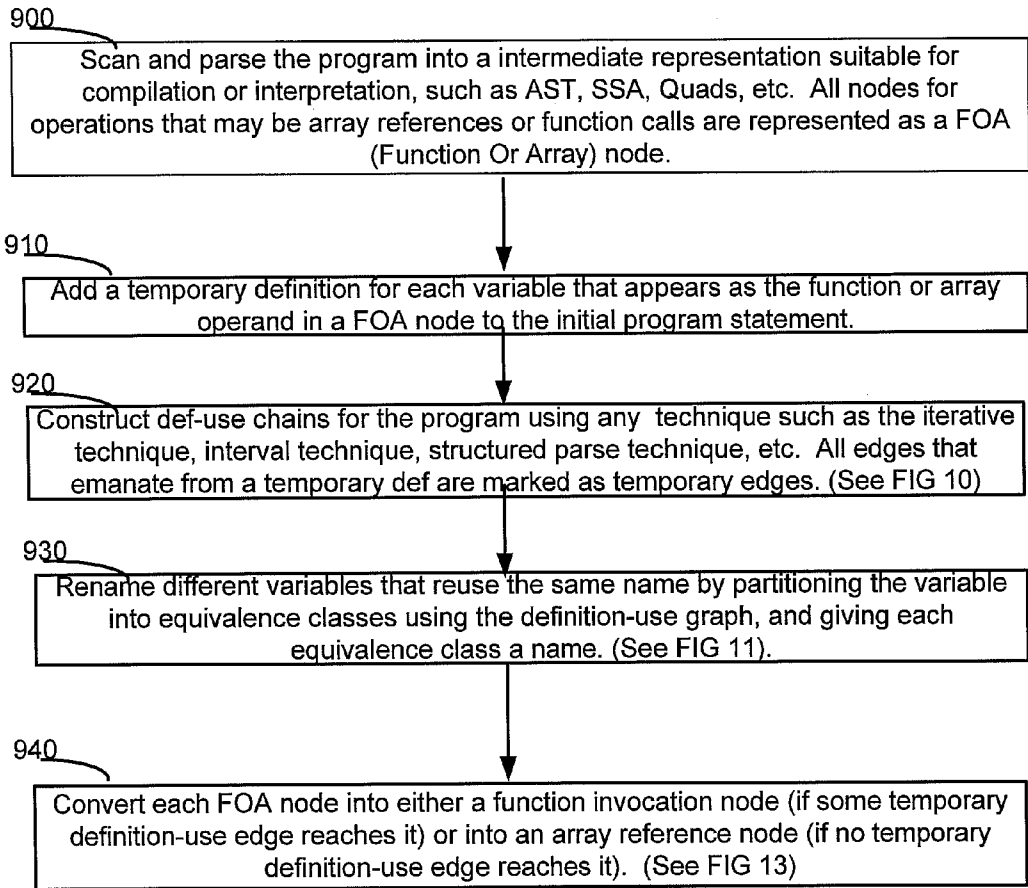 900
Scan and parse the program into a intermediate representation suitable for
compilation or interpretation, such as AST, SSA, Quads, etc. All nodes for
operations that may be array references or function calls are represented as a FOA
(Function Or Array) node.
910
Add a temporary definition for each variable that appears as the function or array
operand in a FOA node to the initial program statement.
920
Construct def-use chains for the program using any technique such as the iterative
technique, interval technique, structured parse technique, etc. All edges that
emanate from a temporary def are marked as temporary edges. (See FIG 10)
930
Rename different variables that reuse the same name by partitioning the variable
into equivalence classes using the definition-use graph, and giving each
equivalence class a name. (See FIG 11).
940
Convert each FOA node into either a function invocation node (if some temporary
definition-use edge reaches it) or into an array reference node (if no temporary
definition-use edge reaches it). (See FIG 13)